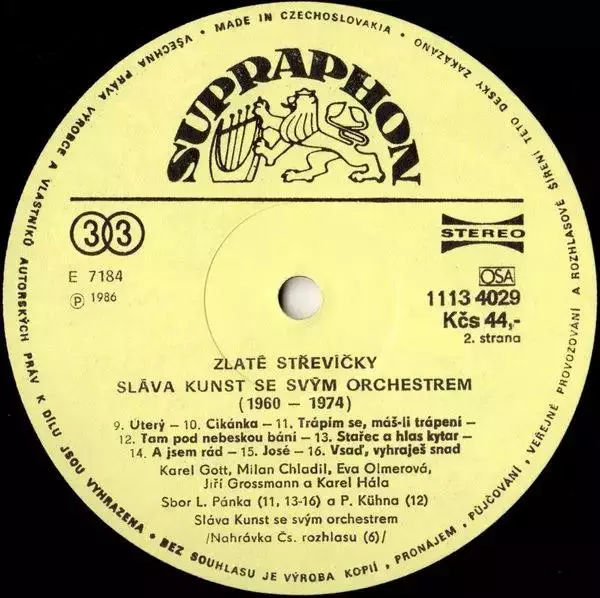 MADE IN CZECHOSLOVAKIA • VŠECHNA PRÁVA VÝROBCE A VLASTNÍKŮ AUTORSKÝCH PRÁV K DÍLU JSOU VYHRAZENA • BEZ SOUHLASU JE VÝROBA KOPIÍ, PRONÁJEM, PŮJČOVÁNÍ, VEŘEJNÉ PROVOZOVÁNÍ A ROZHLASOVÉ ŠÍŘENÍ TÉTO DESKY ZAKÁZÁNO •
SUPRAPHON
33
STEREO
E 7184
℗ 1986
OSA
1113 4029
Kčs 44,-
2. strana
ZLATÉ STŘEVÍČKY
SLÁVA KUNST SE SVÝM ORCHESTREM
(1960 – 1974)
9. Úterý – 10. Cikánka – 11. Trápím se, máš-li trápení –
12. Tam pod nebeskou bání – 13. Stařec a hlas kytar –
14. A jsem rád – 15. José – 16. Vsaď, vyhraješ snad
Karel Gott, Milan Chladil, Eva Olmerová,
Jiří Grossmann a Karel Hála
Sbor L. Pánka (11, 13-16) a P. Kühna (12)
Sláva Kunst se svým orchestrem
/Nahrávka Čs. rozhlasu (6)/